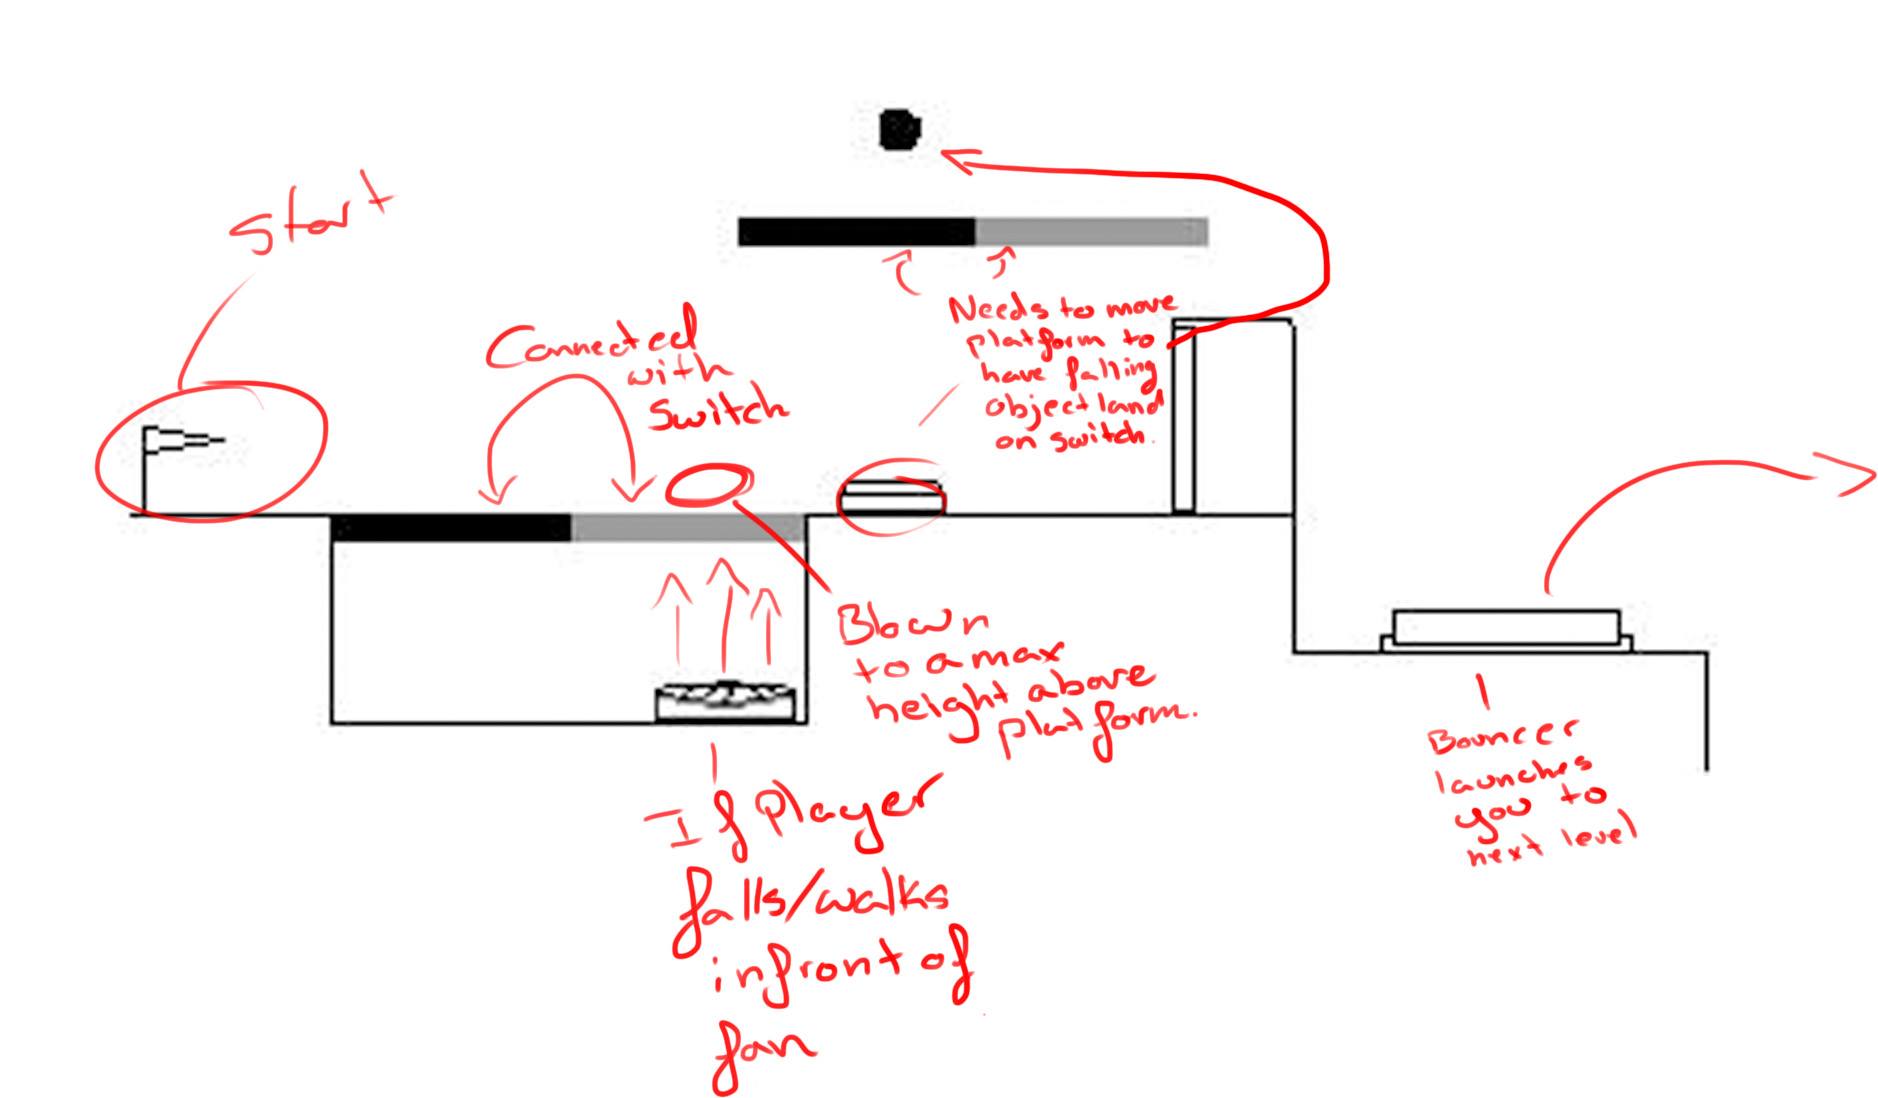 Start
Connected
with
Switch
Needs to move
platform to
have falling
object land
on switch.
Blown
to a max
height above
platform.
If Player
falls/walks
infront of
fan
Bouncer
launches
you to
next level